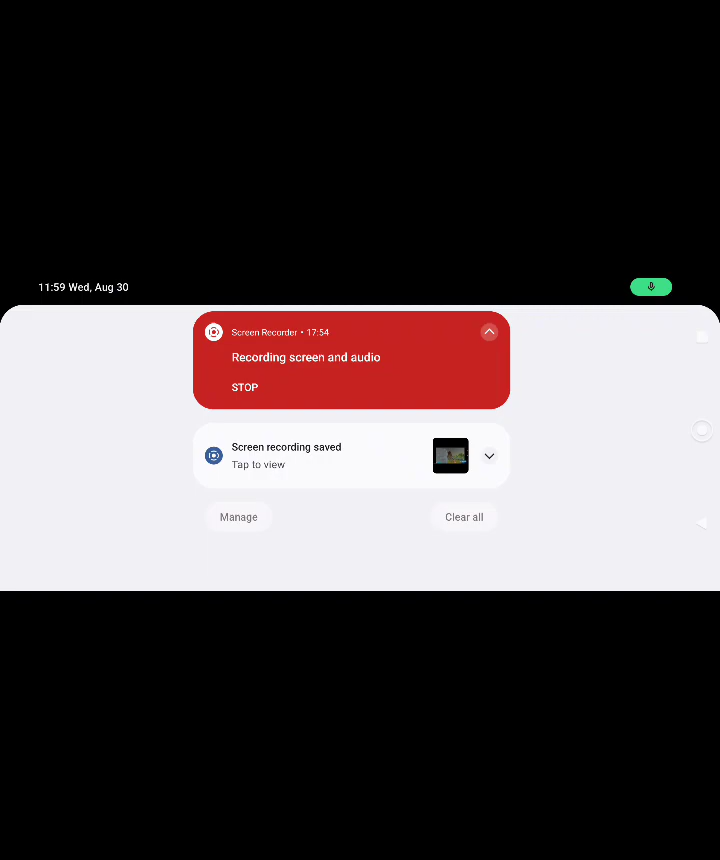 11:59 Wed, Aug 30
Screen Recorder • 17:54
Recording screen and audio
STOP
Screen recording saved
Tap to view
Manage
Clear all